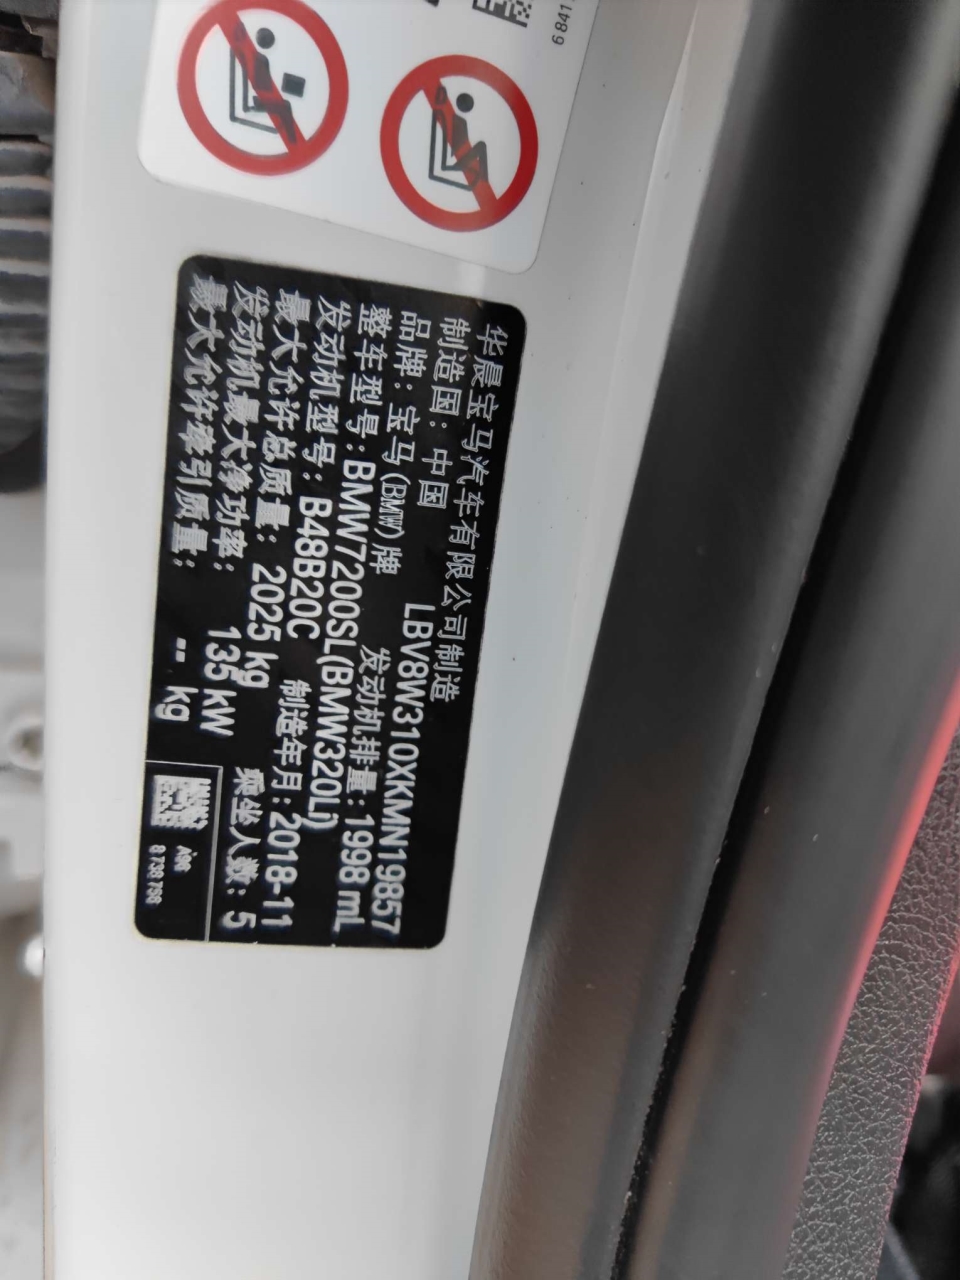 6 841
华晨宝马汽车有限公司制造
制造国：中国 LBV8W310XKMN19857
品牌：宝马(BMW)牌 发动机排量：1998 mL
整车型号：BMW7200SL(BMW320Li)
发动机型号：B48B20C 制造年月：2018-11
最大允许总质量：2025 kg 乘坐人数：5
发动机最大净功率：135 kW
最大允许牵引质量：-- kg
8 738 798